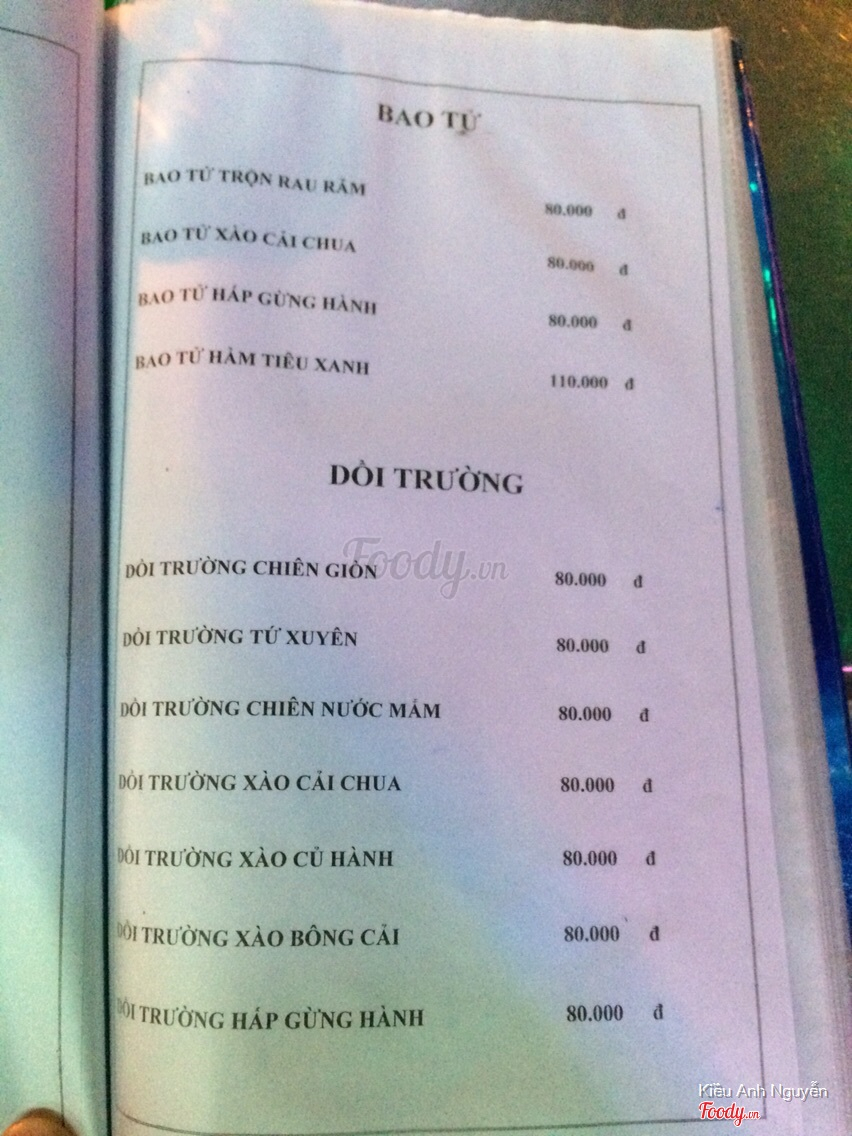 BAO TỬ
BAO TỬ TRỘN RAU RĂM 80.000 đ
BAO TỬ XÀO CẢI CHUA 80.000 đ
BAO TỬ HẤP GỪNG HÀNH 80.000 đ
BAO TỬ HẦM TIÊU XANH 110.000 đ
DỒI TRƯỜNG
DỒI TRƯỜNG CHIÊN GIÒN 80.000 đ
DỒI TRƯỜNG TỨ XUYÊN 80.000 đ
DỒI TRƯỜNG CHIÊN NƯỚC MẮM 80.000 đ
DỒI TRƯỜNG XÀO CẢI CHUA 80.000 đ
DỒI TRƯỜNG XÀO CỦ HÀNH 80.000 đ
DỒI TRƯỜNG XÀO BÔNG CẢI 80.000 đ
DỒI TRƯỜNG HẤP GỪNG HÀNH 80.000 đ
Foody.vn
Kiều Anh Nguyễn
Foody.vn